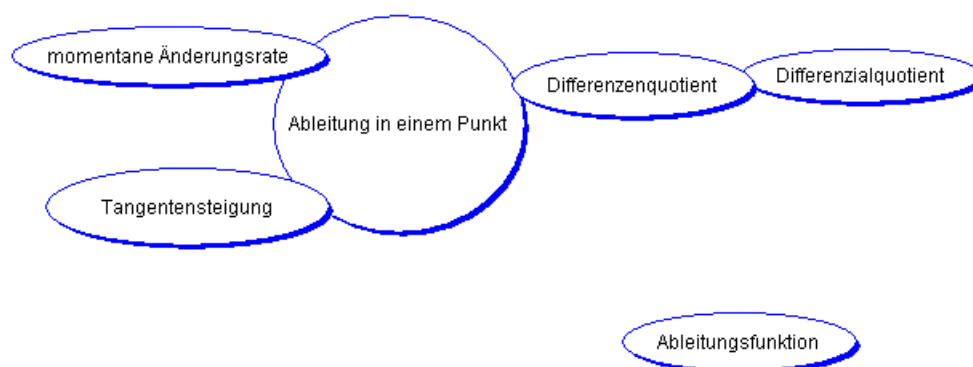 momentane Änderungsrate
Ableitung in einem Punkt
Differenzenquotient
Differenzialquotient
Tangentensteigung
Ableitungsfunktion